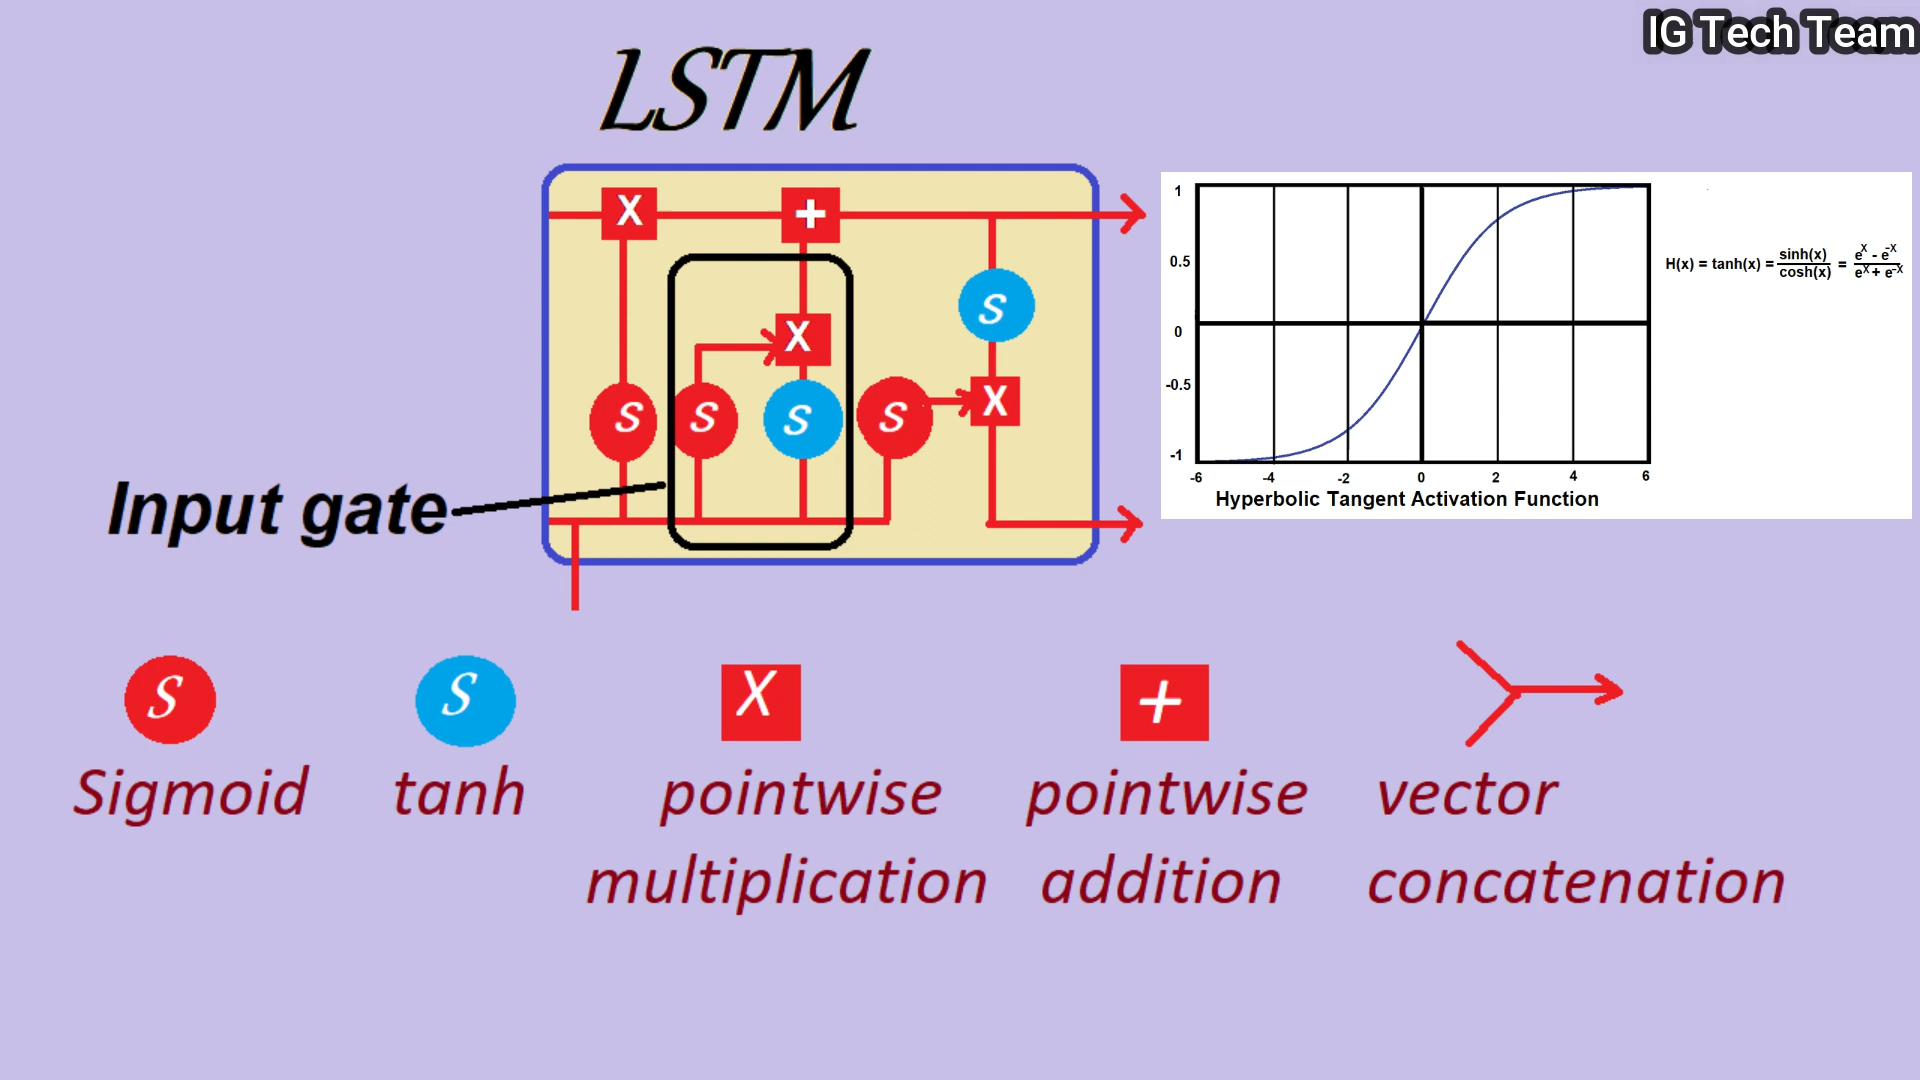 IG Tech Team
LSTM
X
+
X
S
S
S
S
S
X
Input gate
1
0.5
0
-0.5
-1
-6 -4 -2 0 2 4 6
Hyperbolic Tangent Activation Function
H(x) = tanh(x) = sinh(x)/cosh(x) = e^x - e^-x / e^x + e^-x
S
S
X
+
Sigmoid
tanh
pointwise
multiplication
pointwise
addition
vector
concatenation